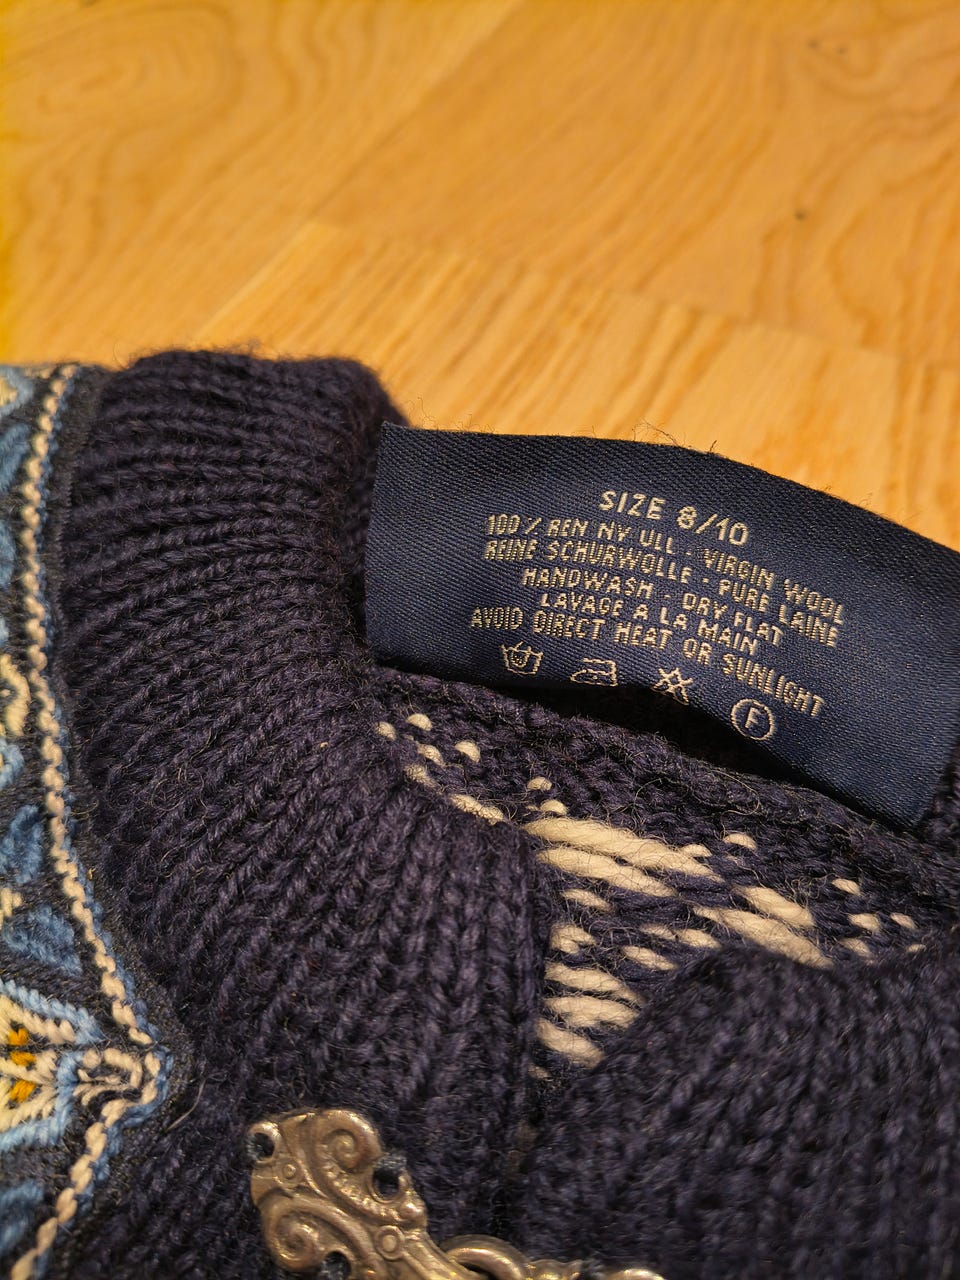 SIZE 8/10
100% REN NY ULL - VIRGIN WOOL
REINE SCHURWOLLE - PURE LAINE
HANDWASH - DRY FLAT
LAVAGE A LA MAIN
AVOID DIRECT HEAT OR SUNLIGHT
F